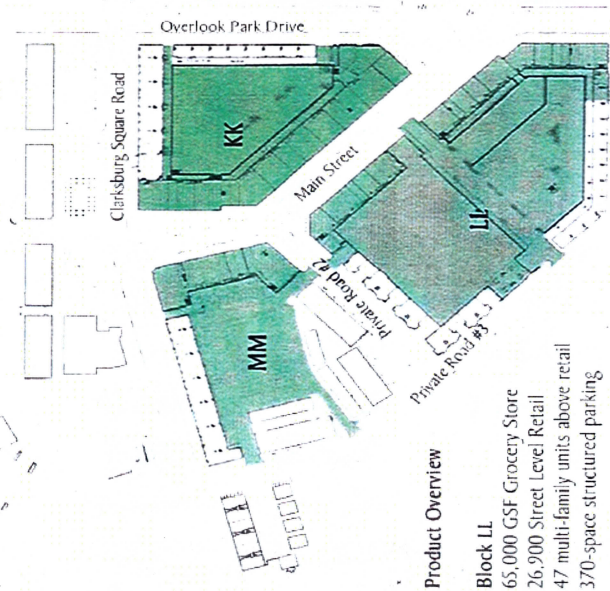 Overlook Park Drive
Clarksburg Square Road
KK
Main Street
LL
MM
Private Road #2
Private Road #3
Product Overview
Block LL
65,000 GSF Grocery Store
26,900 Street Level Retail
47 multi-family units above retail
370-space structured parking